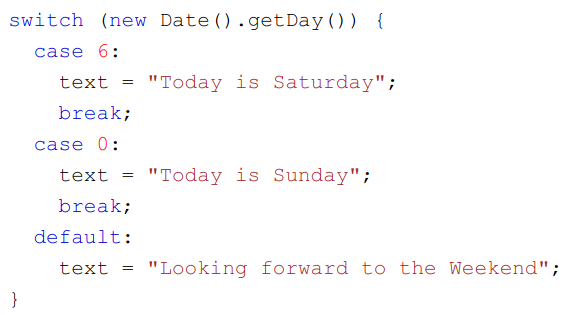 switch (new Date().getDay()) {
  case 6:
    text = "Today is Saturday";
    break;
  case 0:
    text = "Today is Sunday";
    break;
  default:
    text = "Looking forward to the Weekend";
}